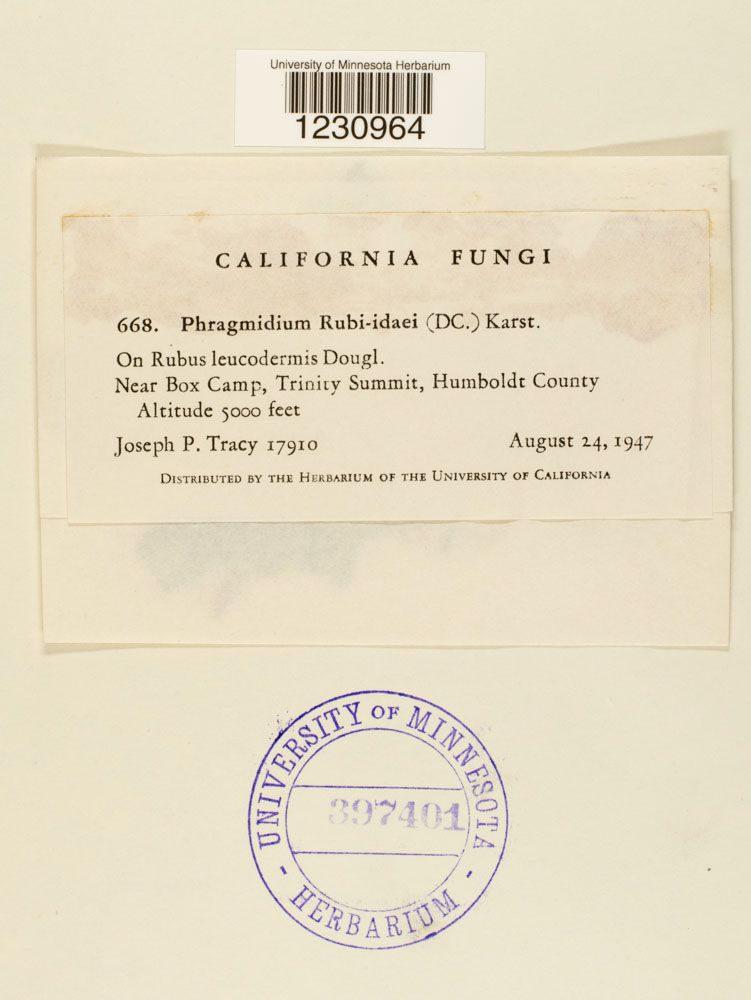 University of Minnesota Herbarium
1230964
CALIFORNIA FUNGI
668. Phragmidium Rubi-idaei (DC.) Karst.
On Rubus leucodermis Dougl.
Near Box Camp, Trinity Summit, Humboldt County
Altitude 5000 feet
Joseph P. Tracy 17910 August 24, 1947
DISTRIBUTED BY THE HERBARIUM OF THE UNIVERSITY OF CALIFORNIA
UNIVERSITY OF MINNESOTA
397401
- HERBARIUM -